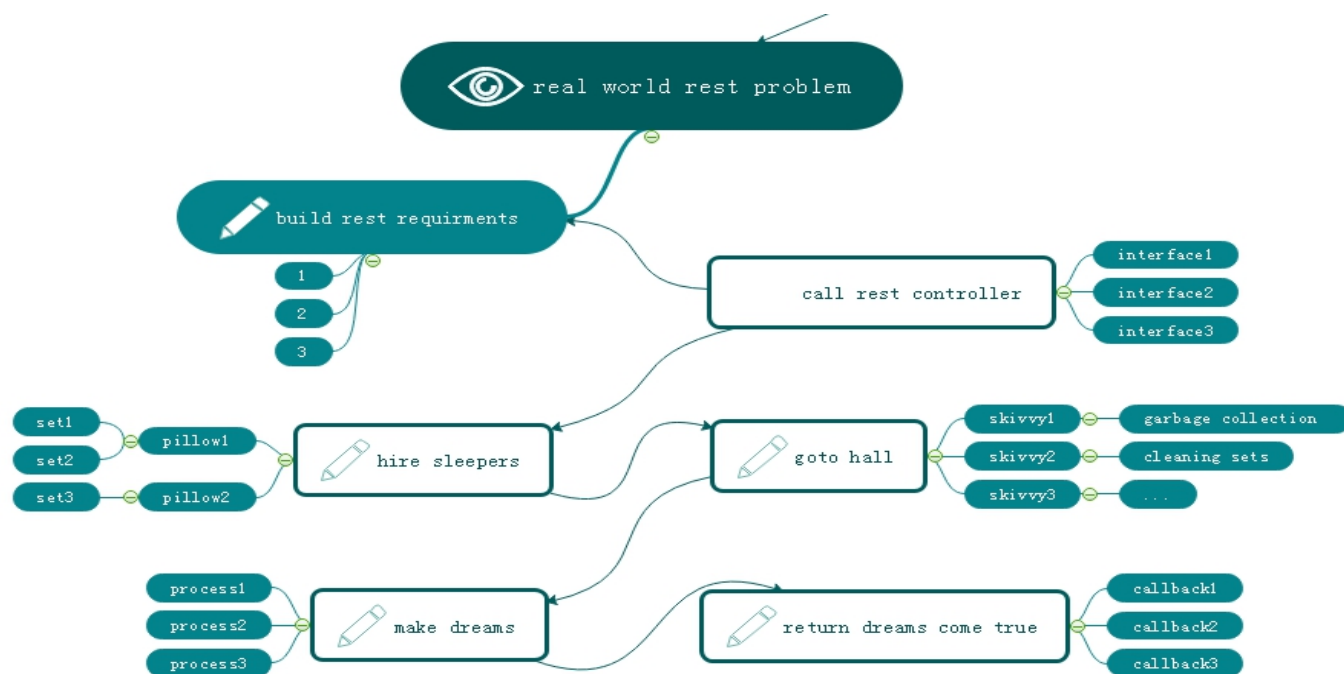 real world rest problem
build rest requirments
1
2
3
call rest controller
interface1
interface2
interface3
set1
set2
set3
pillow1
pillow2
hire sleepers
goto hall
skivvy1
garbage collection
skivvy2
cleaning sets
skivvy3
...
process1
process2
process3
make dreams
return dreams come true
callback1
callback2
callback3